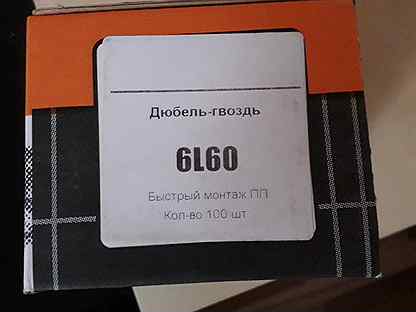 Дюбель-гвоздь
6L60
Быстрый монтаж ПП
Кол-во 100 шт